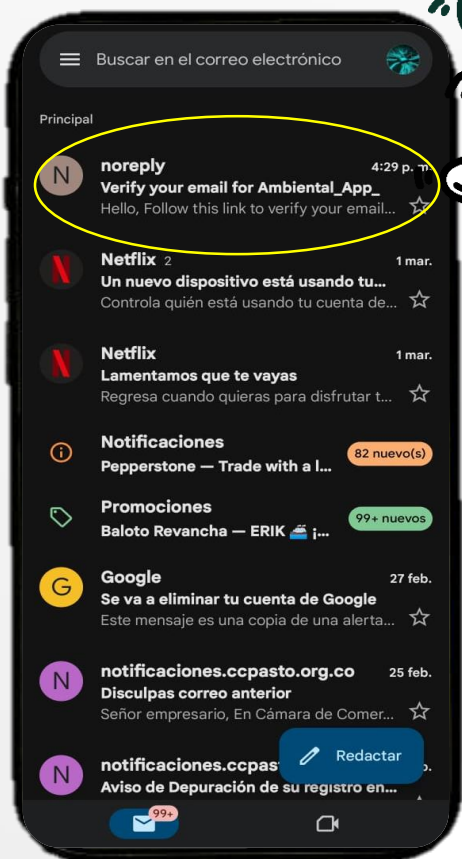 Buscar en el correo electrónico
Principal
N noreply 4:29 p. m.
Verify your email for Ambiental_App_
Hello, Follow this link to verify your email...
N Netflix 2 1 mar.
Un nuevo dispositivo está usando tu...
Controla quién está usando tu cuenta de...
N Netflix 1 mar.
Lamentamos que te vayas
Regresa cuando quieras para disfrutar t...
Notificaciones
Pepperstone — Trade with a l... 82 nuevo(s)
Promociones
Baloto Revancha — ERIK 🛋️ ¡... 99+ nuevos
G Google 27 feb.
Se va a eliminar tu cuenta de Google
Este mensaje es una copia de una alerta...
N notificaciones.ccpasto.org.co 25 feb.
Disculpas correo anterior
Señor empresario, En Cámara de Comer...
Redactar
N notificaciones.ccpas
Aviso de Depuración de su registro en...
99+